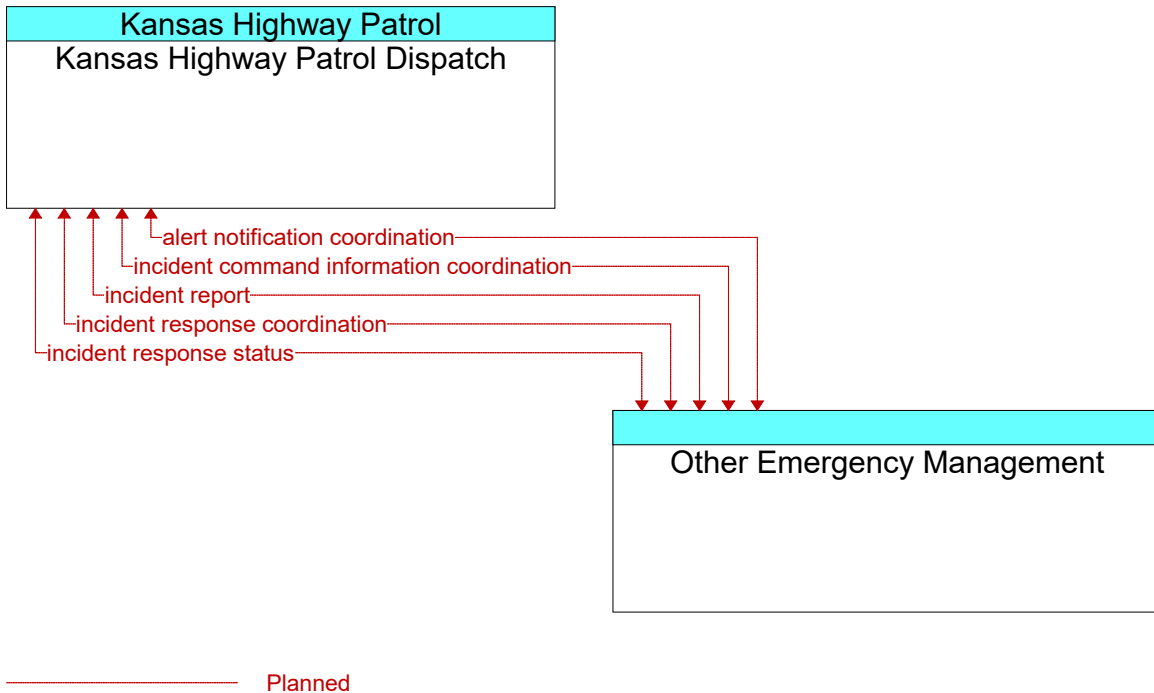 Kansas Highway Patrol
Kansas Highway Patrol Dispatch
alert notification coordination
incident command information coordination
incident report
incident response coordination
incident response status
Other Emergency Management
Planned